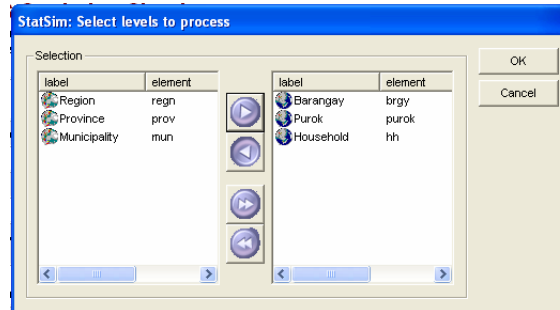 StatSim: Select levels to process
Selection
label element
Region regn
Province prov
Municipality mun
label element
Barangay brgy
Purok purok
Household hh
OK
Cancel